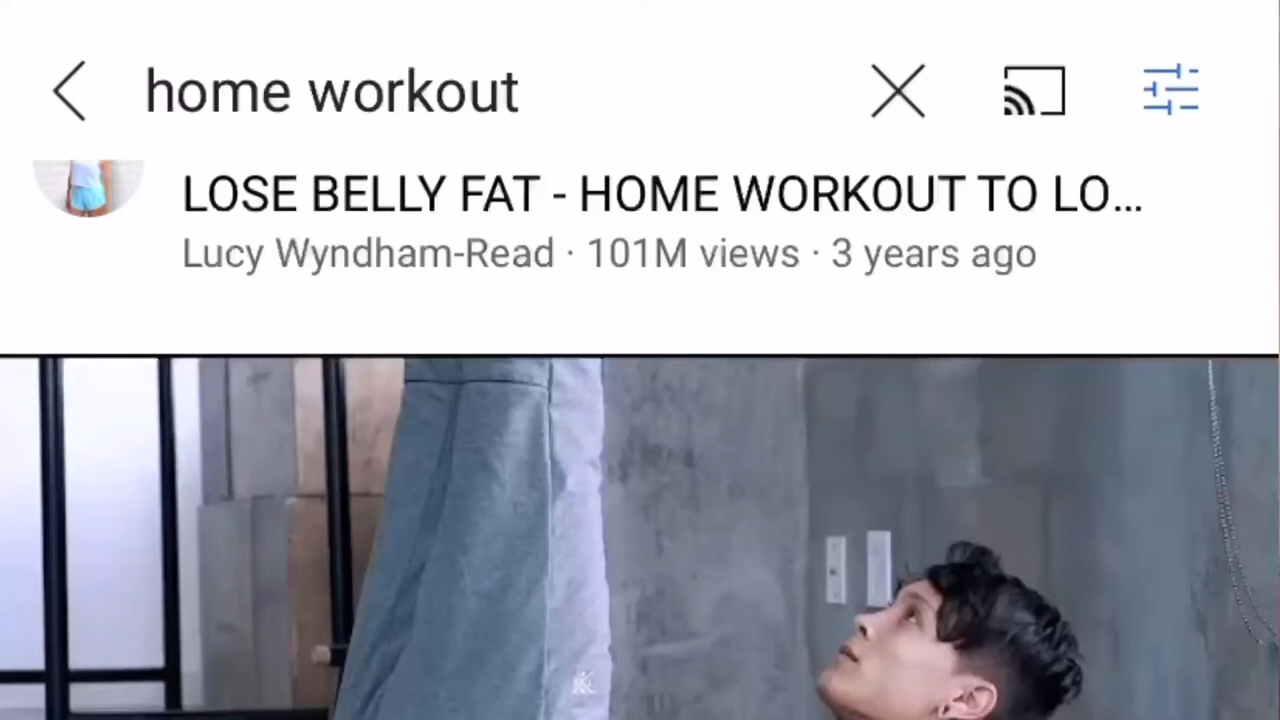 home workout
LOSE BELLY FAT - HOME WORKOUT TO LO...
Lucy Wyndham-Read · 101M views · 3 years ago